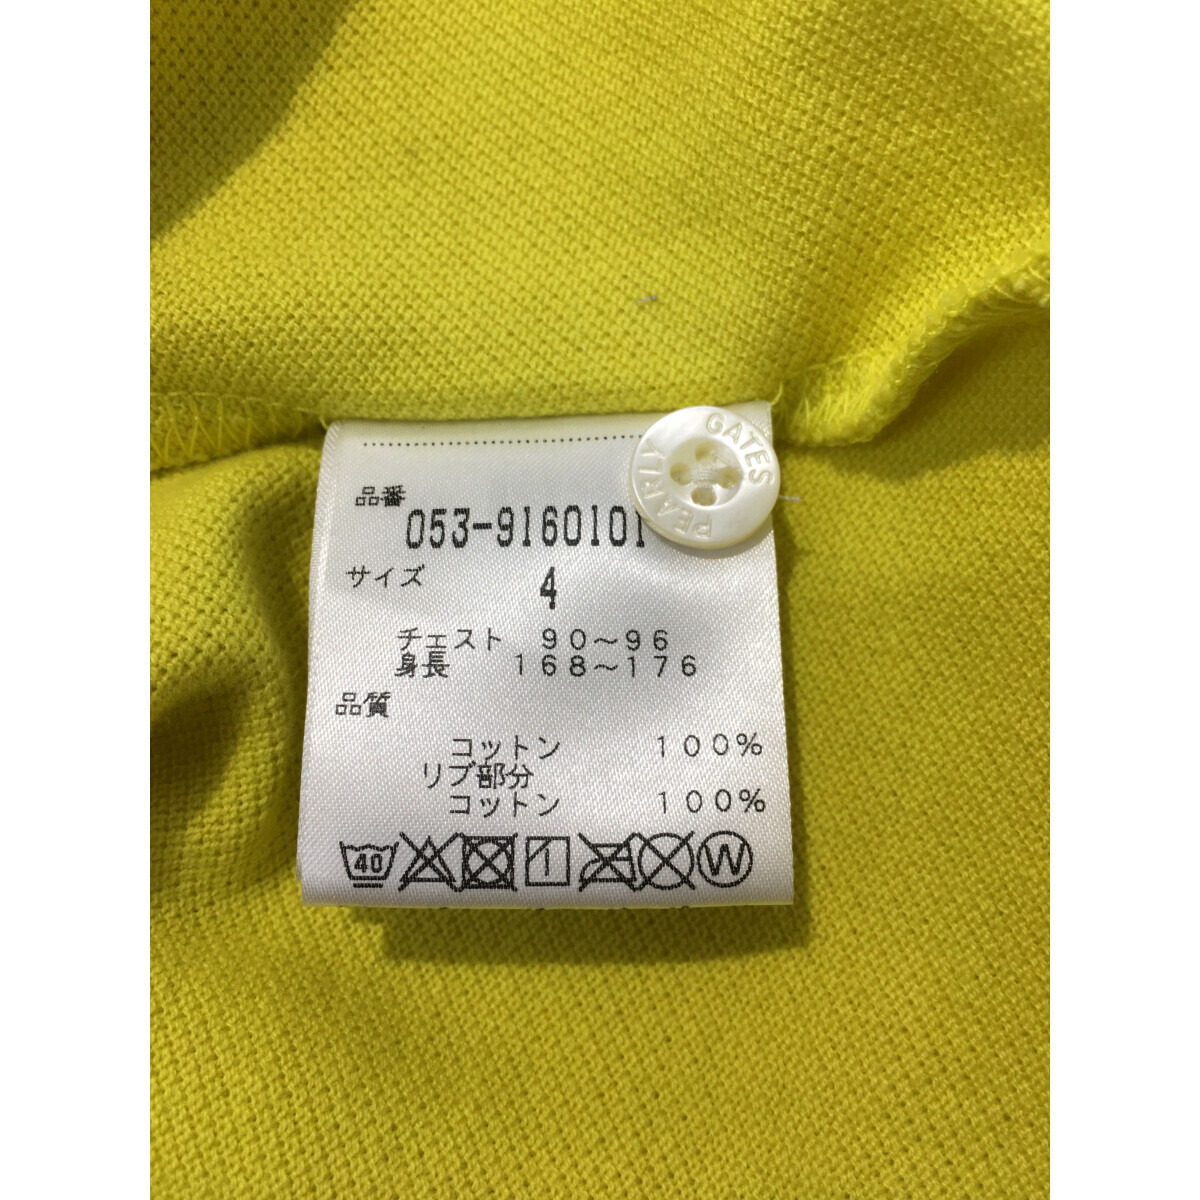 品番
053-9160101
サイズ 4
チェスト 90～96
身長 168～176
品質
コットン 100%
リブ部分
コットン 100%
40 1 W
PEARLY GATES